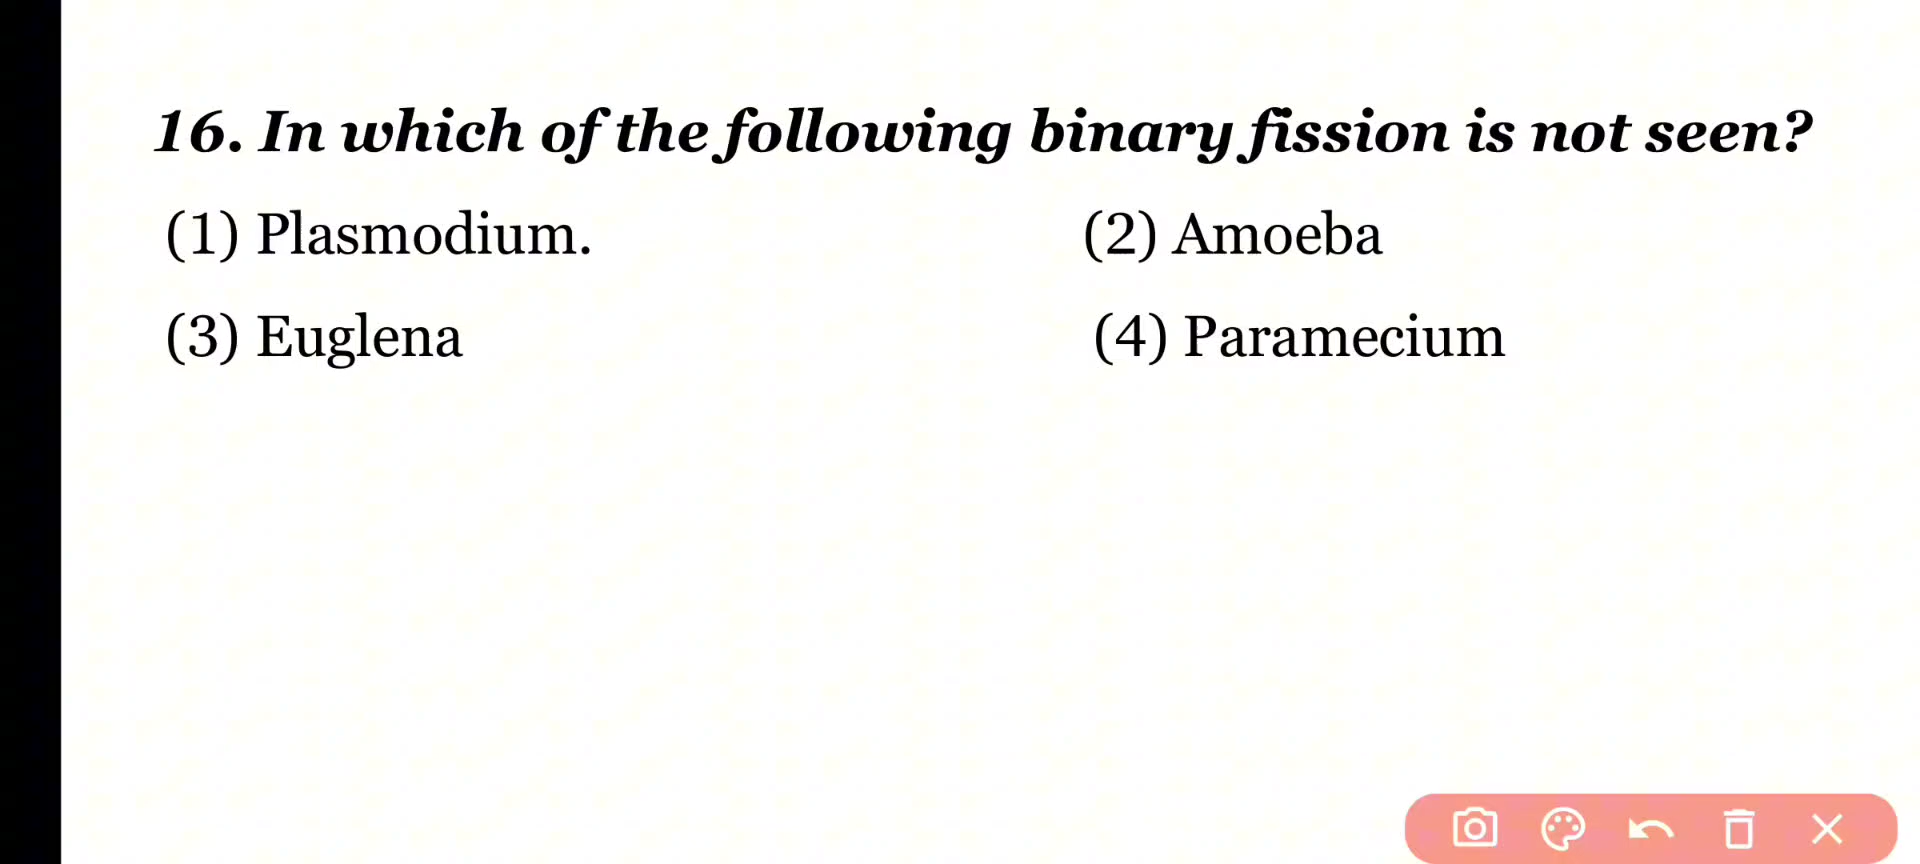 16. In which of the following binary fission is not seen?
(1) Plasmodium. (2) Amoeba
(3) Euglena (4) Paramecium